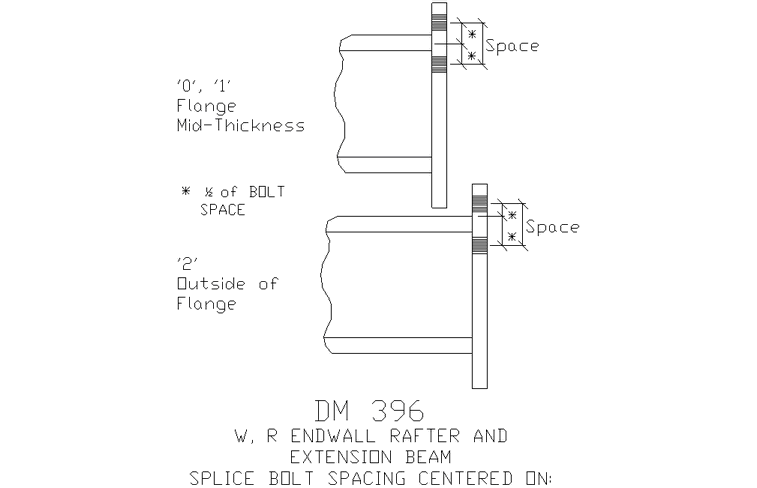 *
Space
*
'0', '1'
Flange
Mid-Thickness
* ½ of BOLT
SPACE
*
Space
*
'2'
Outside of
Flange
DM 396
W, R ENDWALL RAFTER AND
EXTENSION BEAM
SPLICE BOLT SPACING CENTERED ON: